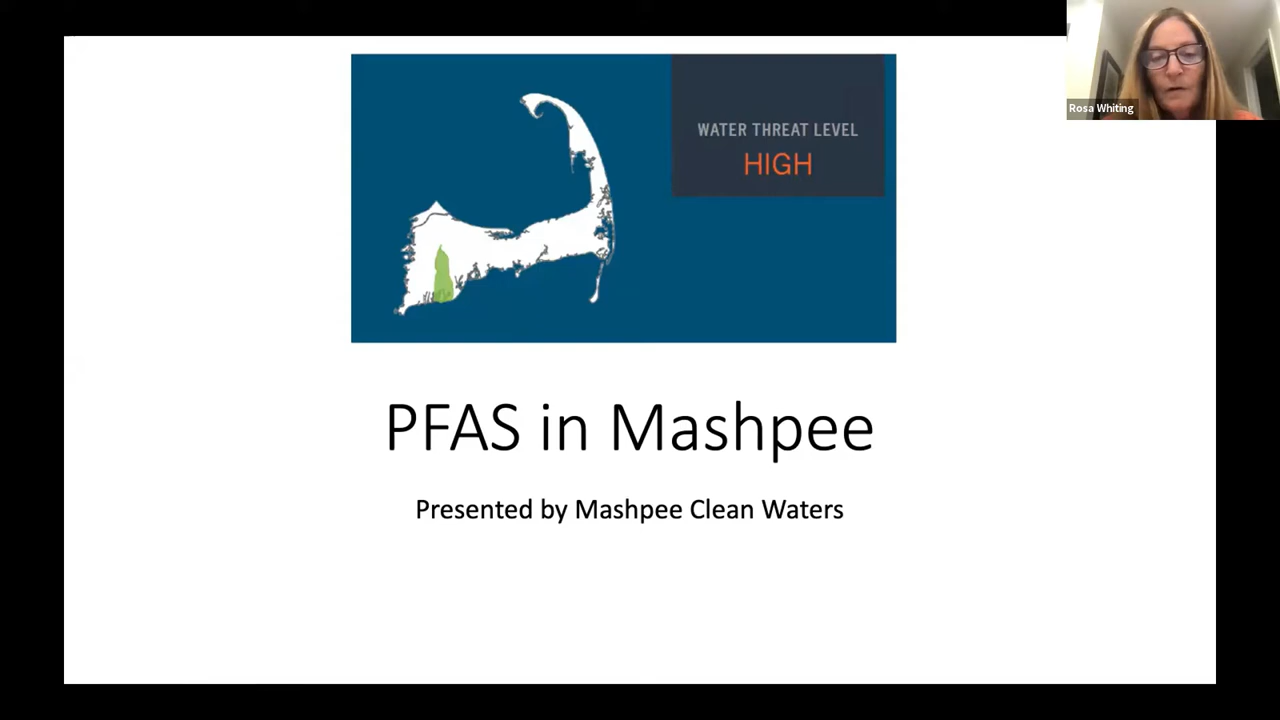 WATER THREAT LEVEL
HIGH
Rosa Whiting
PFAS in Mashpee
Presented by Mashpee Clean Waters